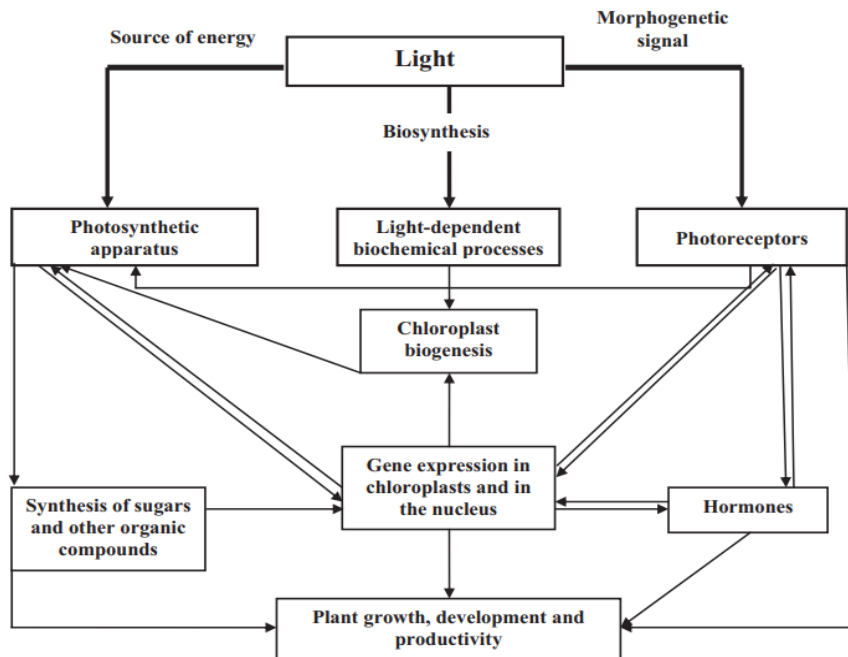 Source of energy
Morphogenetic
signal
Light
Biosynthesis
Photosynthetic
apparatus
Light-dependent
biochemical processes
Photoreceptors
Chloroplast
biogenesis
Gene expression in
chloroplasts and in
the nucleus
Synthesis of sugars
and other organic
compounds
Hormones
Plant growth, development and
productivity